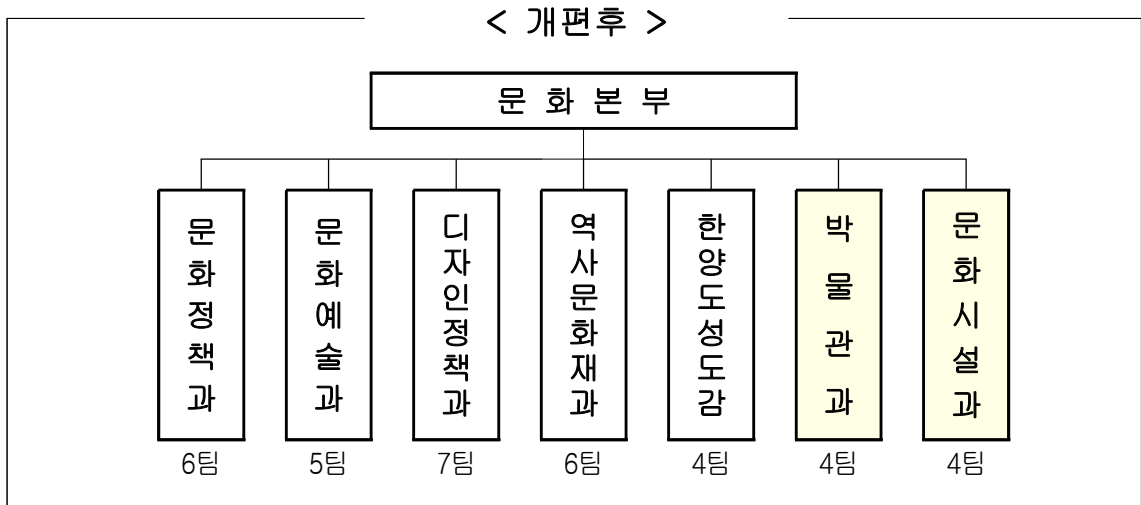 < 개편후 >
문 화 본 부
문화정책과
문화예술과
디자인정책과
역사문화재과
한양도성도감
박물관과
문화시설과
6팀 5팀 7팀 6팀 4팀 4팀 4팀